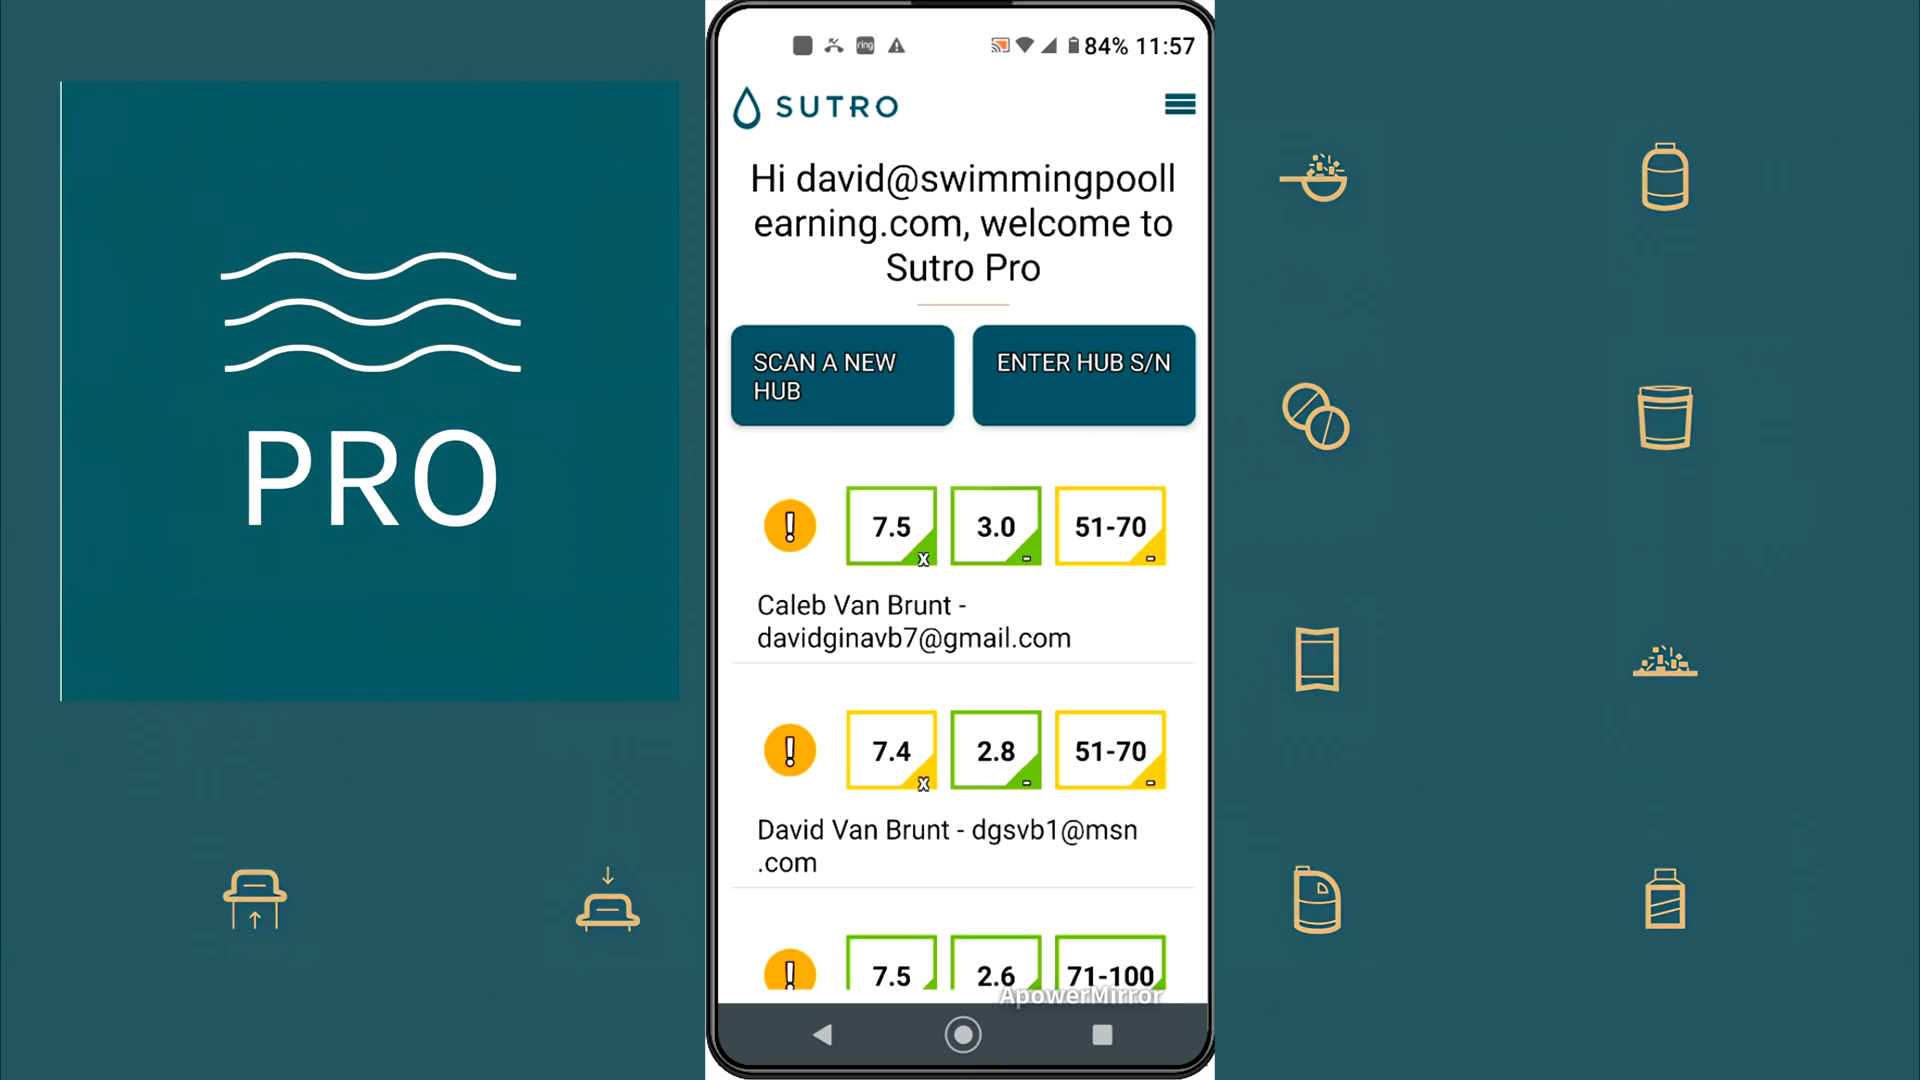 PRO
ring
84% 11:57
SUTRO
Hi david@swimmingpooll
earning.com, welcome to
Sutro Pro
SCAN A NEW
HUB
ENTER HUB S/N
! 7.5 x 3.0 - 51-70 -
Caleb Van Brunt -
davidginavb7@gmail.com
! 7.4 x 2.8 - 51-70 -
David Van Brunt - dgsvb1@msn
.com
! 7.5 2.6 71-100
ApowerMirror